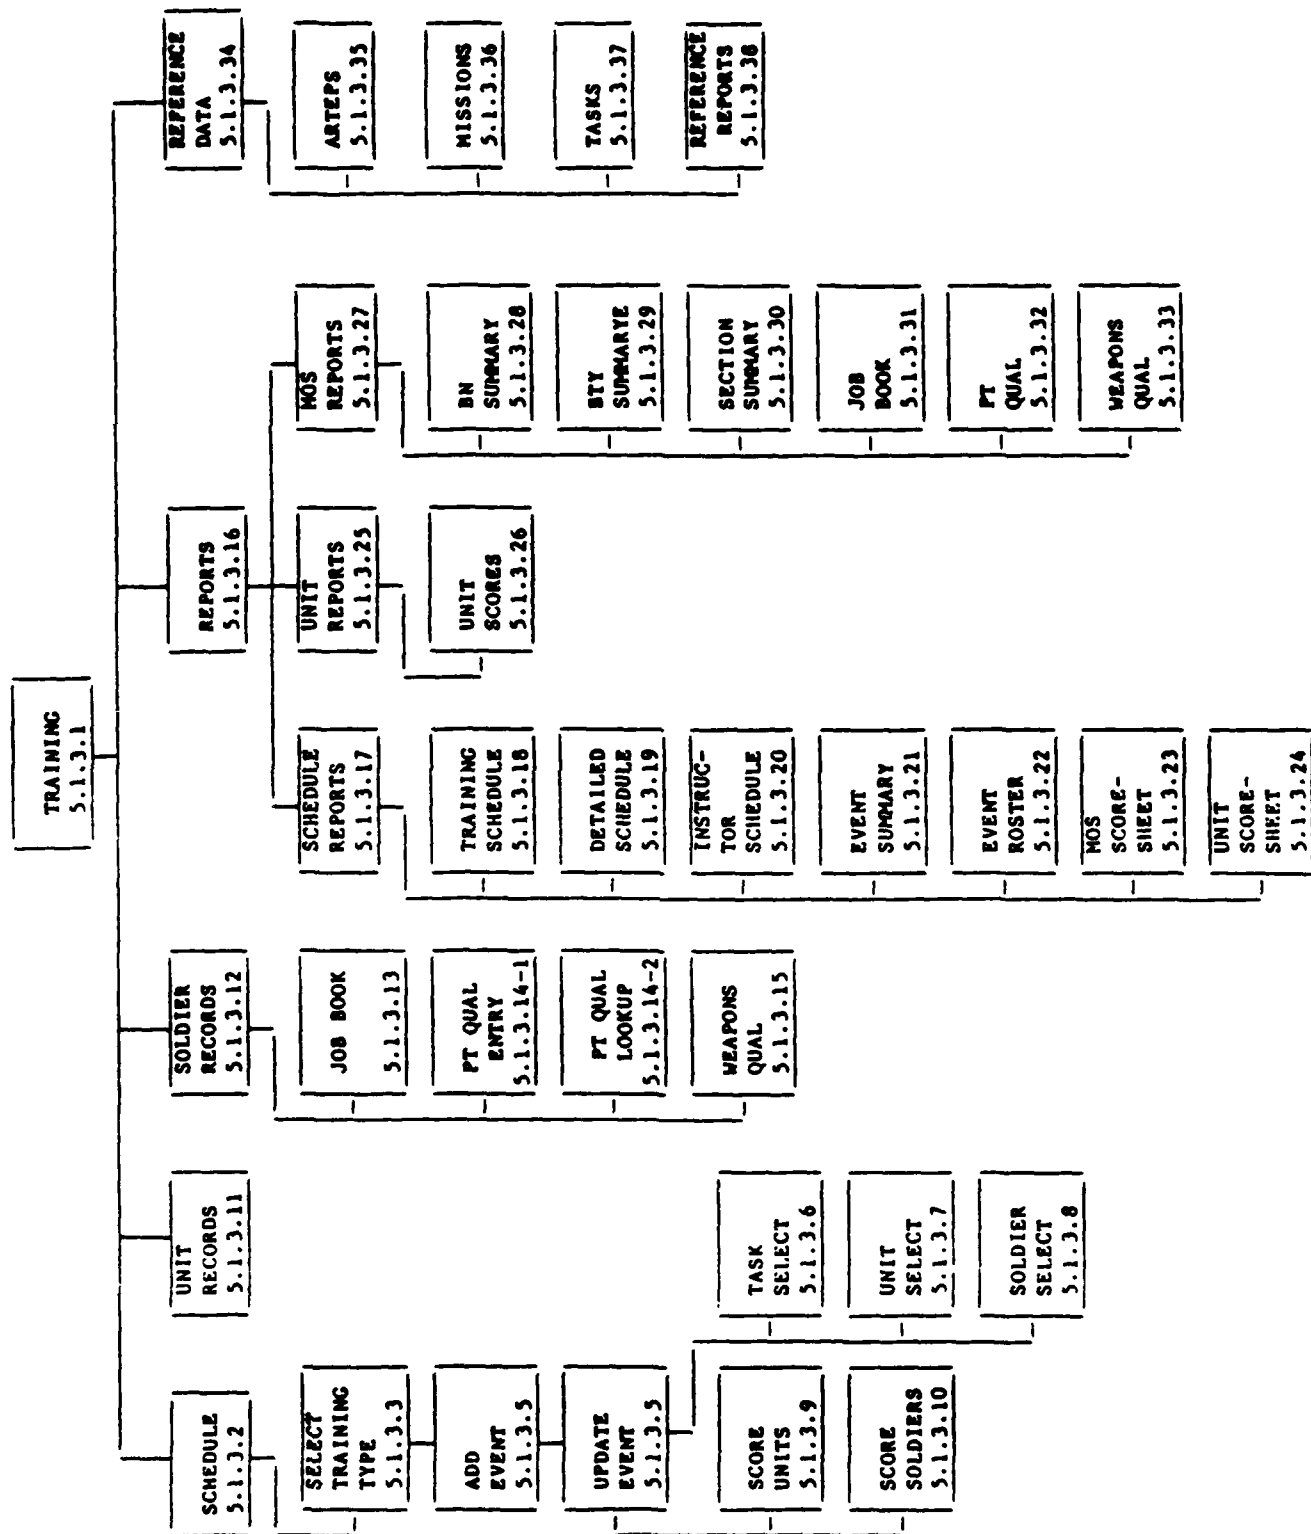 TRAINING
5.1.3.1
SCHEDULE
5.1.3.2
SELECT
TRAINING
TYPE
5.1.3.3
ADD
EVENT
5.1.3.5
UPDATE
EVENT
5.1.3.5
SCORE
UNITS
5.1.3.9
SCORE
SOLDIERS
5.1.3.10
TASK
SELECT
5.1.3.6
UNIT
SELECT
5.1.3.7
SOLDIER
SELECT
5.1.3.8
UNIT
RECORDS
5.1.3.11
SOLDIER
RECORDS
5.1.3.12
JOB BOOK
5.1.3.13
PT QUAL
ENTRY
5.1.3.14-1
PT QUAL
LOOKUP
5.1.3.14-2
WEAPONS
QUAL
5.1.3.15
REPORTS
5.1.3.16
SCHEDULE
REPORTS
5.1.3.17
TRAINING
SCHEDULE
5.1.3.18
DETAILED
SCHEDULE
5.1.3.19
INSTRUC-
TOR
SCHEDULE
5.1.3.20
EVENT
SUMMARY
5.1.3.21
EVENT
ROSTER
5.1.3.22
MOS
SCORE-
SHEET
5.1.3.23
UNIT
SCORE-
SHEET
5.1.3.24
UNIT
REPORTS
5.1.3.25
UNIT
SCORES
5.1.3.26
MOS
REPORTS
5.1.3.27
BN
SUMMARY
5.1.3.28
BTY
SUMMARYE
5.1.3.29
SECTION
SUMMARY
5.1.3.30
JOB
BOOK
5.1.3.31
PT
QUAL
5.1.3.32
WEAPONS
QUAL
5.1.3.33
REFERENCE
DATA
5.1.3.34
ARTEPS
5.1.3.35
MISSIONS
5.1.3.36
TASKS
5.1.3.37
REFERENCE
REPORTS
5.1.3.38